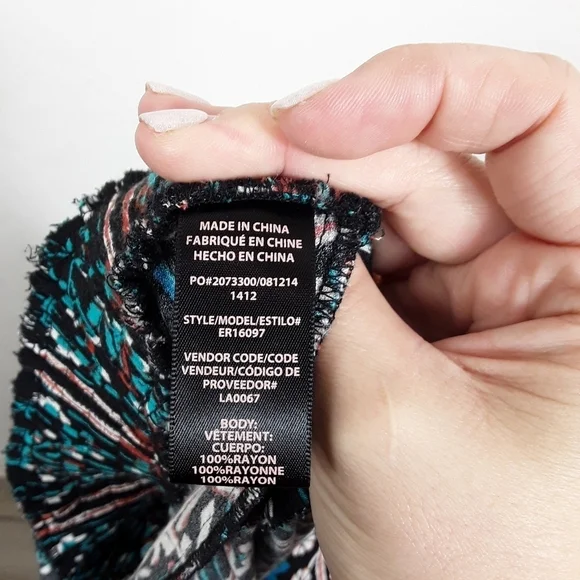 MADE IN CHINA
FABRIQUÉ EN CHINE
HECHO EN CHINA
PO#2073300/081214
1412
STYLE/MODEL/ESTILO#
ER16097
VENDOR CODE/CODE
VENDEUR/CÓDIGO DE
PROVEEDOR#
LA0067
BODY:
VÊTEMENT:
CUERPO:
100%RAYON
100%RAYONNE
100%RAYON